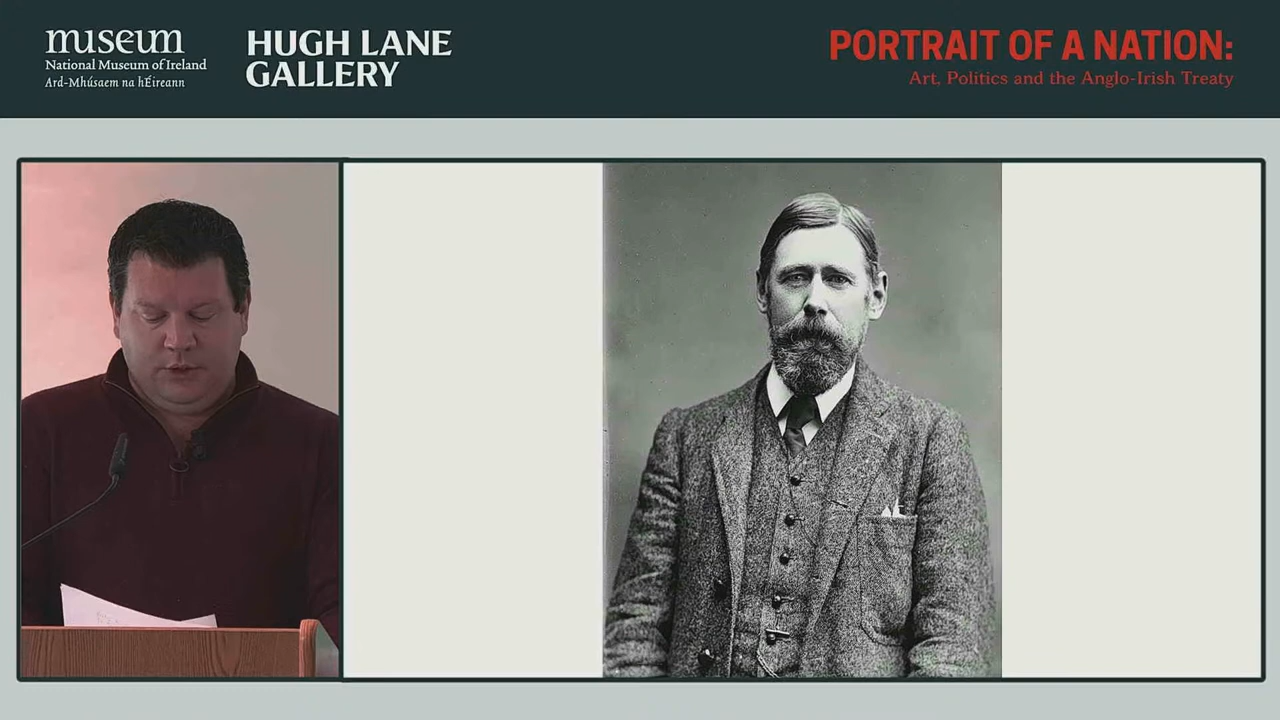 museum
National Museum of Ireland
Ard-Mhúsaem na hÉireann
HUGH LANE
GALLERY
PORTRAIT OF A NATION:
Art, Politics and the Anglo-Irish Treaty